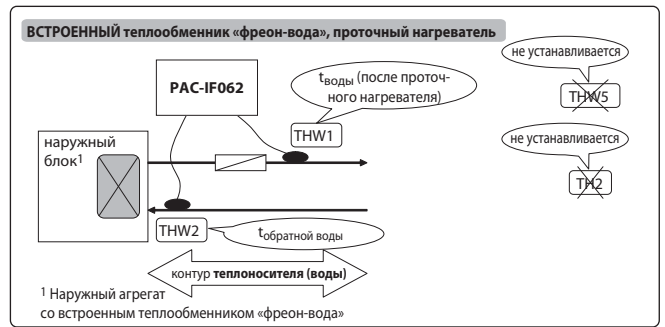 ВСТРОЕННЫЙ теплообменник «фреон-вода», проточный нагреватель
PAC-IF062
tводы (после проточ-
ного нагревателя)
THW1
не устанавливается
THW5
не устанавливается
TH2
наружный
блок1
THW2
tобратной воды
контур теплоносителя (воды)
1 Наружный агрегат
со встроенным теплообменником «фреон-вода»